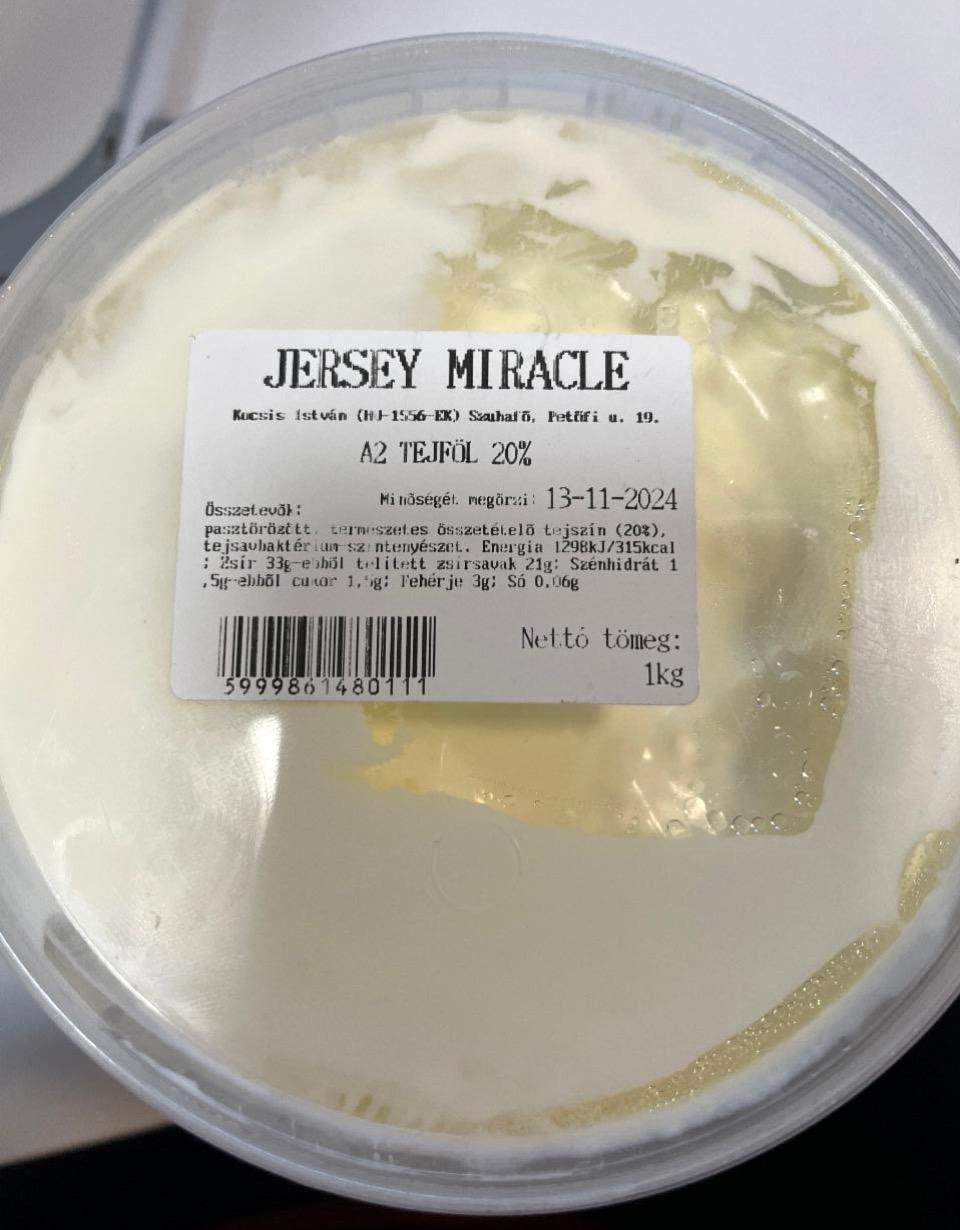 JERSEY MIRACLE
Kocsis István (HU-1556-EK) Szuhafő, Petőfi u. 19.
A2 TEJFÖL 20%
Minőségét megőrzi: 13-11-2024
Összetevők:
pasztőrözött, természetes összetételő tejszín (20%),
tejsavbaktérium-színtenyészet. Energia 1298kJ/315kcal
; Zsír 33g-ebből telített zsírsavak 21g; Szénhidrát 1
,5g-ebből cukor 1,5g; Fehérje 3g; Só 0,06g
5999861480111
Nettó tömeg:
1kg